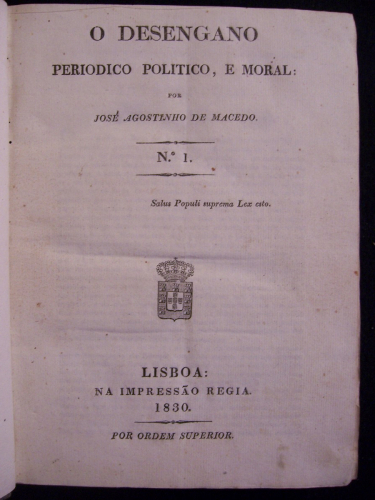 O DESENGANO
PERIODICO POLITICO, E MORAL:
POR
JOSÉ AGOSTINHO DE MACEDO.
N.º I.
Salus Populi suprema Lex esto.
LISBOA:
NA IMPRESSÃO REGIA.
1830.
POR ORDEM SUPERIOR.